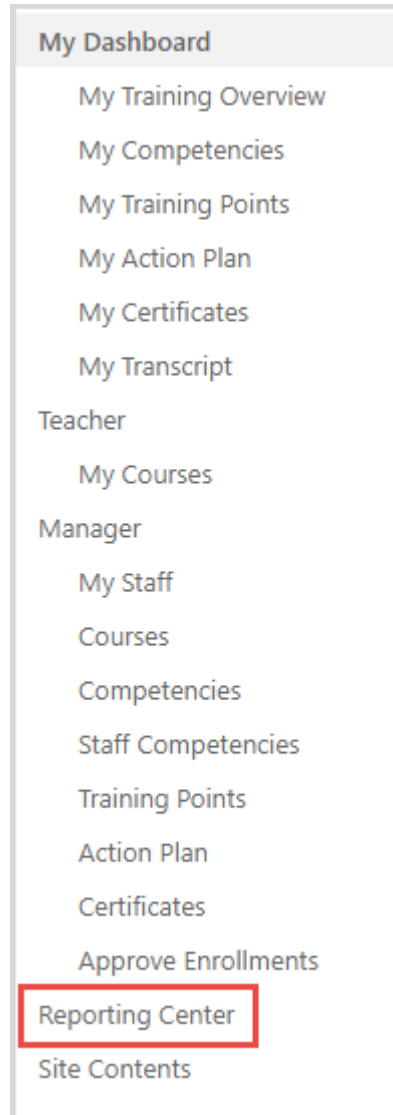 My Dashboard
My Training Overview
My Competencies
My Training Points
My Action Plan
My Certificates
My Transcript
Teacher
My Courses
Manager
My Staff
Courses
Competencies
Staff Competencies
Training Points
Action Plan
Certificates
Approve Enrollments
Reporting Center
Site Contents